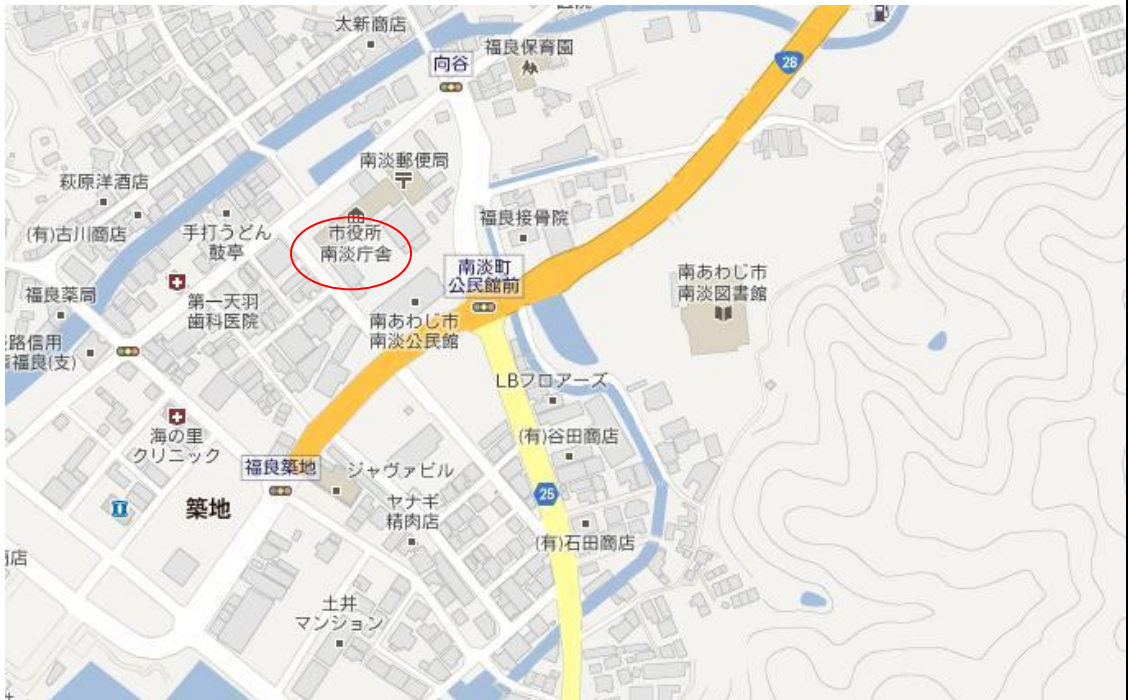 医院
太新商店
福良保育園
向谷
28
南淡郵便局
萩原洋酒店
市役所
南淡庁舎
手打うどん
鼓亭
(有)古川商店
福良接骨院
南淡町
公民館前
南あわじ市
南淡図書館
福良薬局
第一天羽
歯科医院
南あわじ市
南淡公民館
路信用
福良(支)
LBフロアーズ
海の里
クリニック
(有)谷田商店
福良築地
ジャヴァビル
25
築地
ヤナギ
精肉店
(有)石田商店
店
土井
マンション